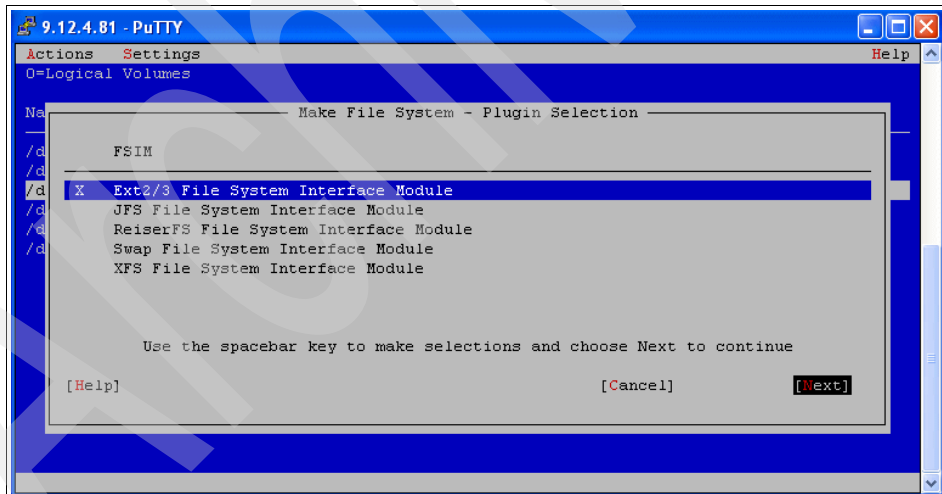 9.12.4.81 - PuTTY
Actions Settings Help
0=Logical Volumes
Na
Make File System - Plugin Selection
/d FSIM
/d
/d X Ext2/3 File System Interface Module
/d JFS File System Interface Module
/d ReiserFS File System Interface Module
/d Swap File System Interface Module
XFS File System Interface Module
Use the spacebar key to make selections and choose Next to continue
[Help] [Cancel] [Next]